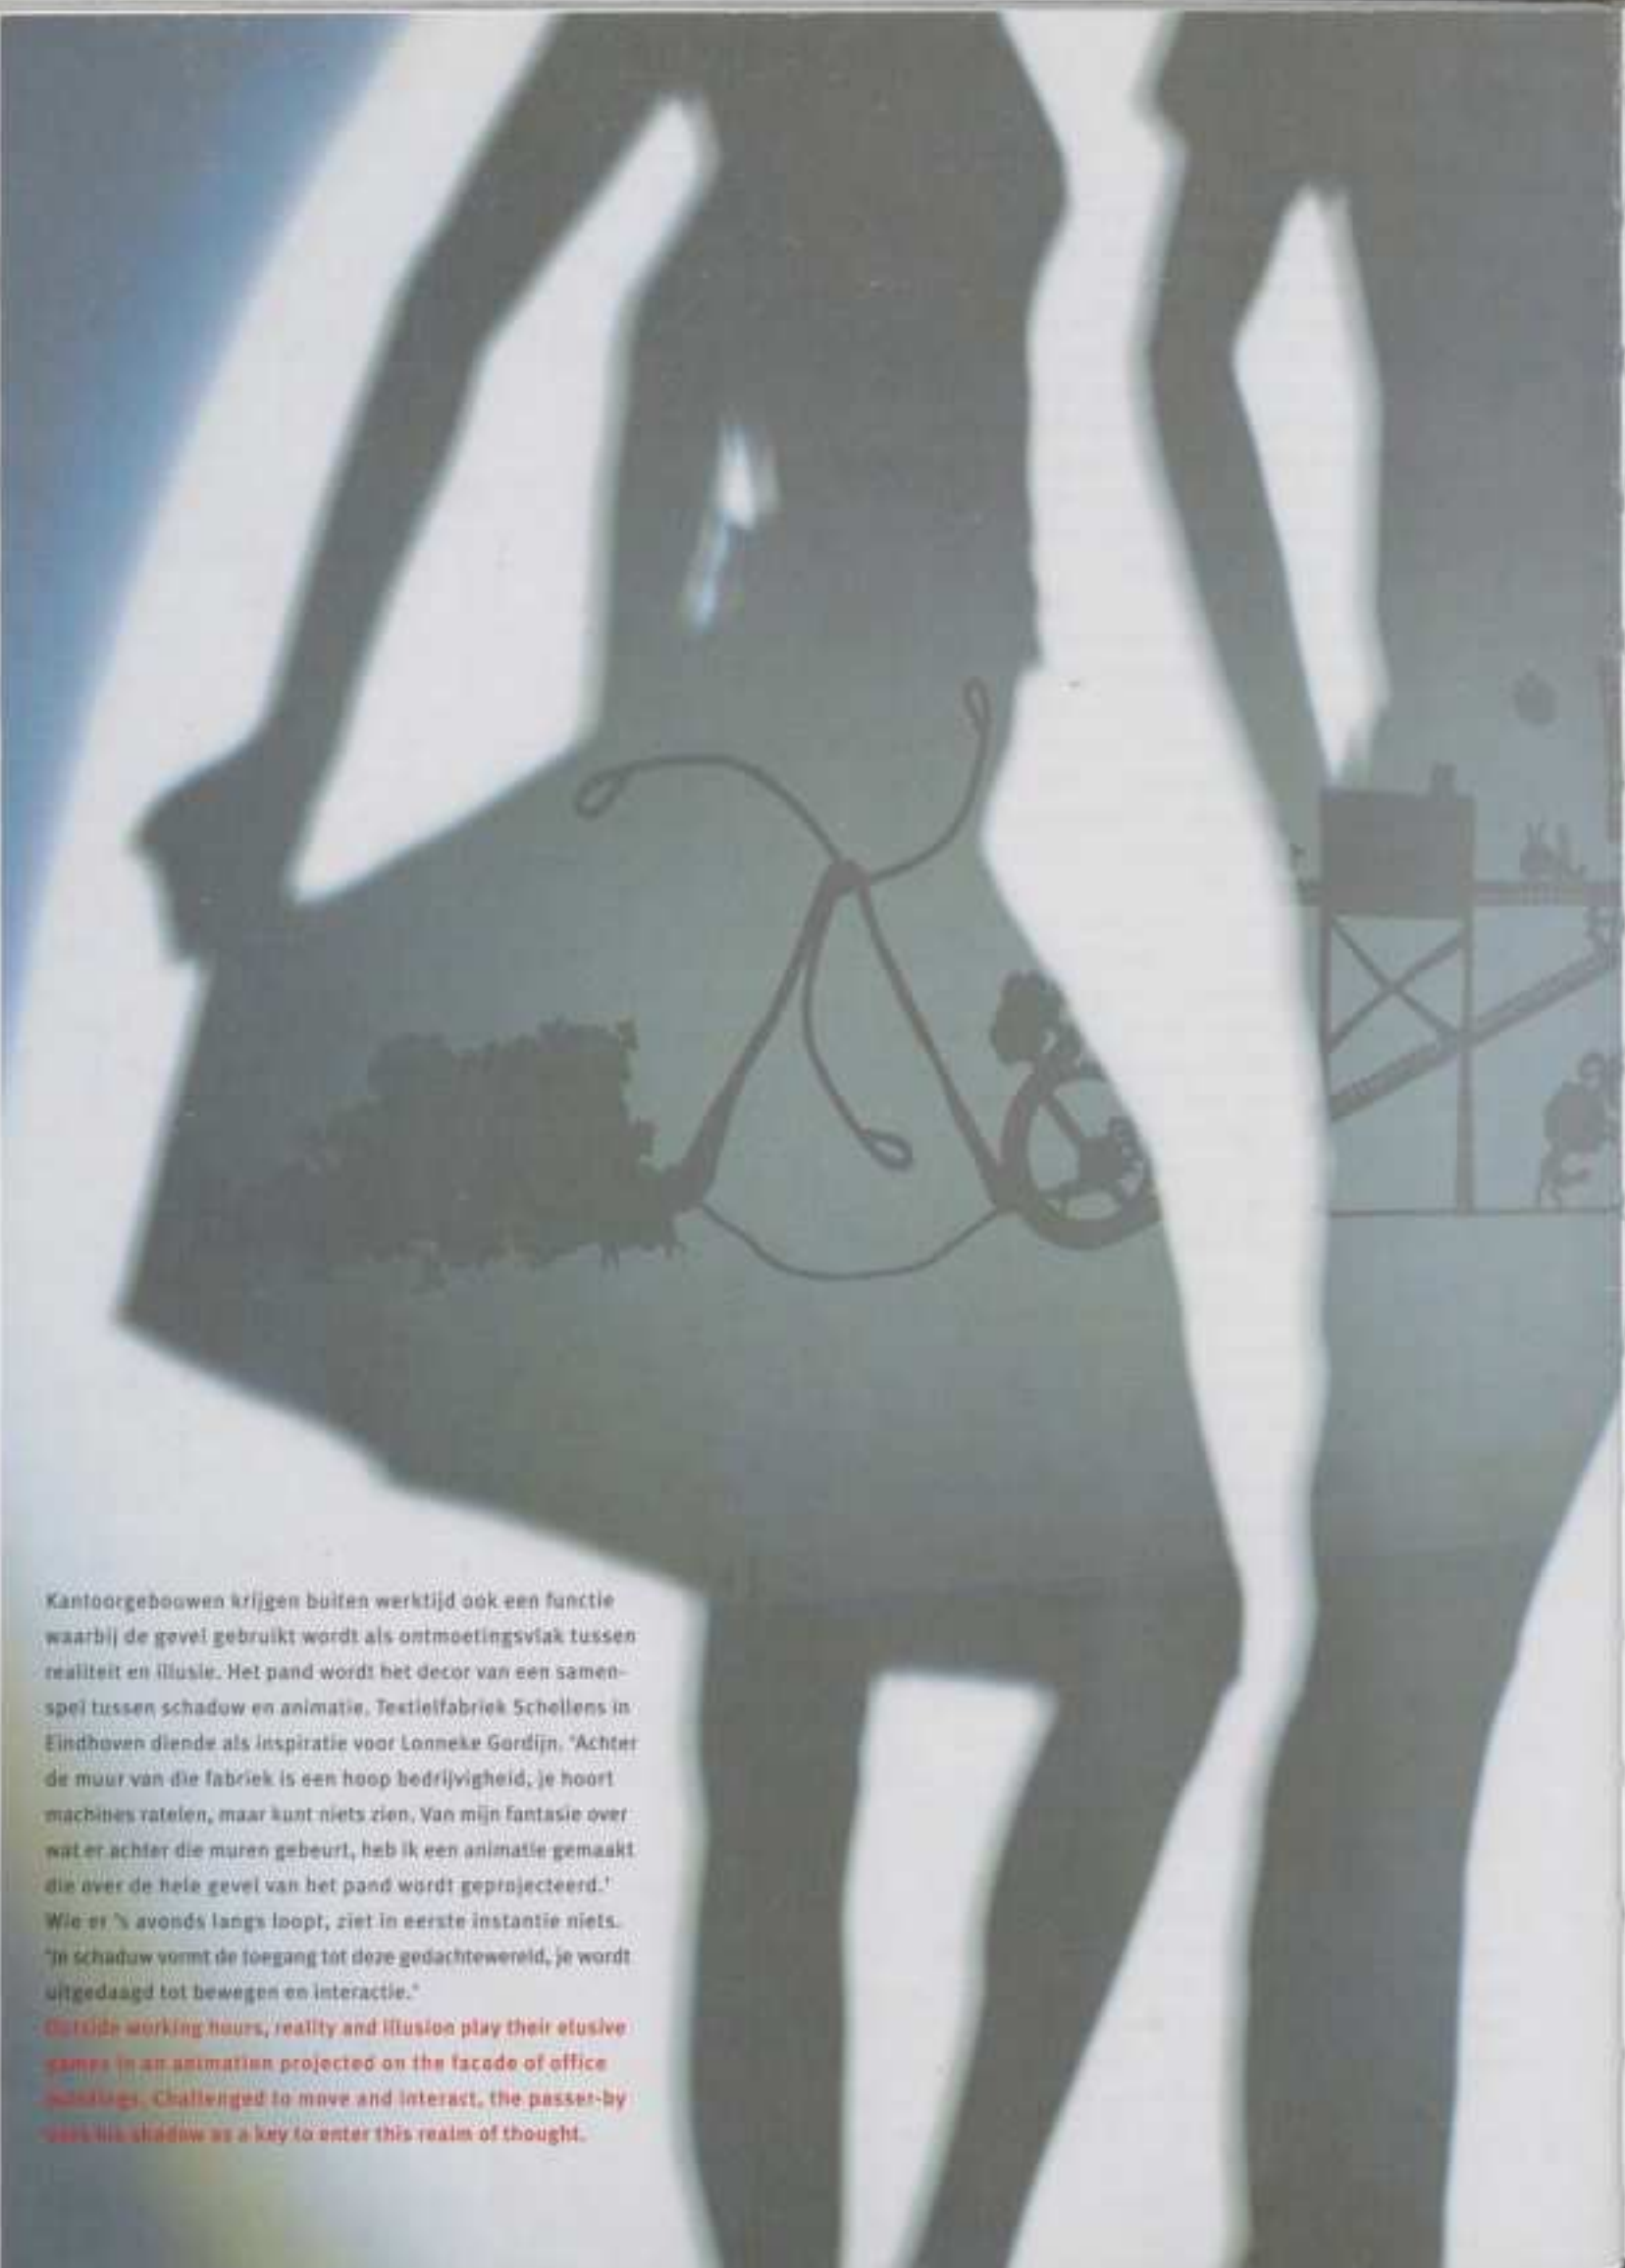 Kantoorgebouwen krijgen buiten werktijd ook een functie
waarbij de gevel gebruikt wordt als ontmoetingsvlak tussen
realiteit en illusie. Het pand wordt het decor van een samen-
spel tussen schaduw en animatie. Textielfabriek Schellens in
Eindhoven diende als inspiratie voor Lonneke Gordijn. "Achter
de muur van die fabriek is een hoop bedrijvigheid, je hoort
machines ratelen, maar kunt niets zien. Van mijn fantasie over
wat er achter die muren gebeurt, heb ik een animatie gemaakt
die over de hele gevel van het pand wordt geprojecteerd.'
Wie er 's avonds langs loopt, ziet in eerste instantie niets.
"Je schaduw vormt de toegang tot deze gedachtewereld, je wordt
uitgedaagd tot bewegen en interactie."
Outside working hours, reality and illusion play their elusive
games in an animation projected on the facade of office
buildings. Challenged to move and interact, the passer-by
uses his shadow as a key to enter this realm of thought.